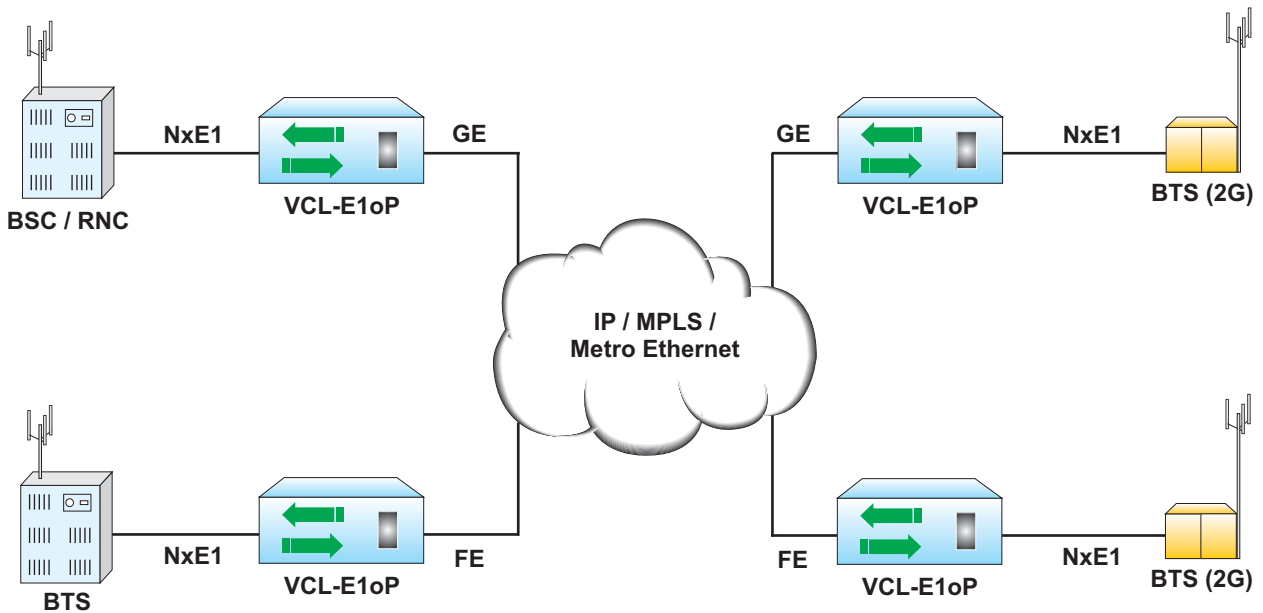 NxE1
GE
GE
NxE1
BSC / RNC
VCL-E1oP
VCL-E1oP
BTS (2G)
IP / MPLS /
Metro Ethernet
NxE1
FE
FE
NxE1
BTS
VCL-E1oP
VCL-E1oP
BTS (2G)